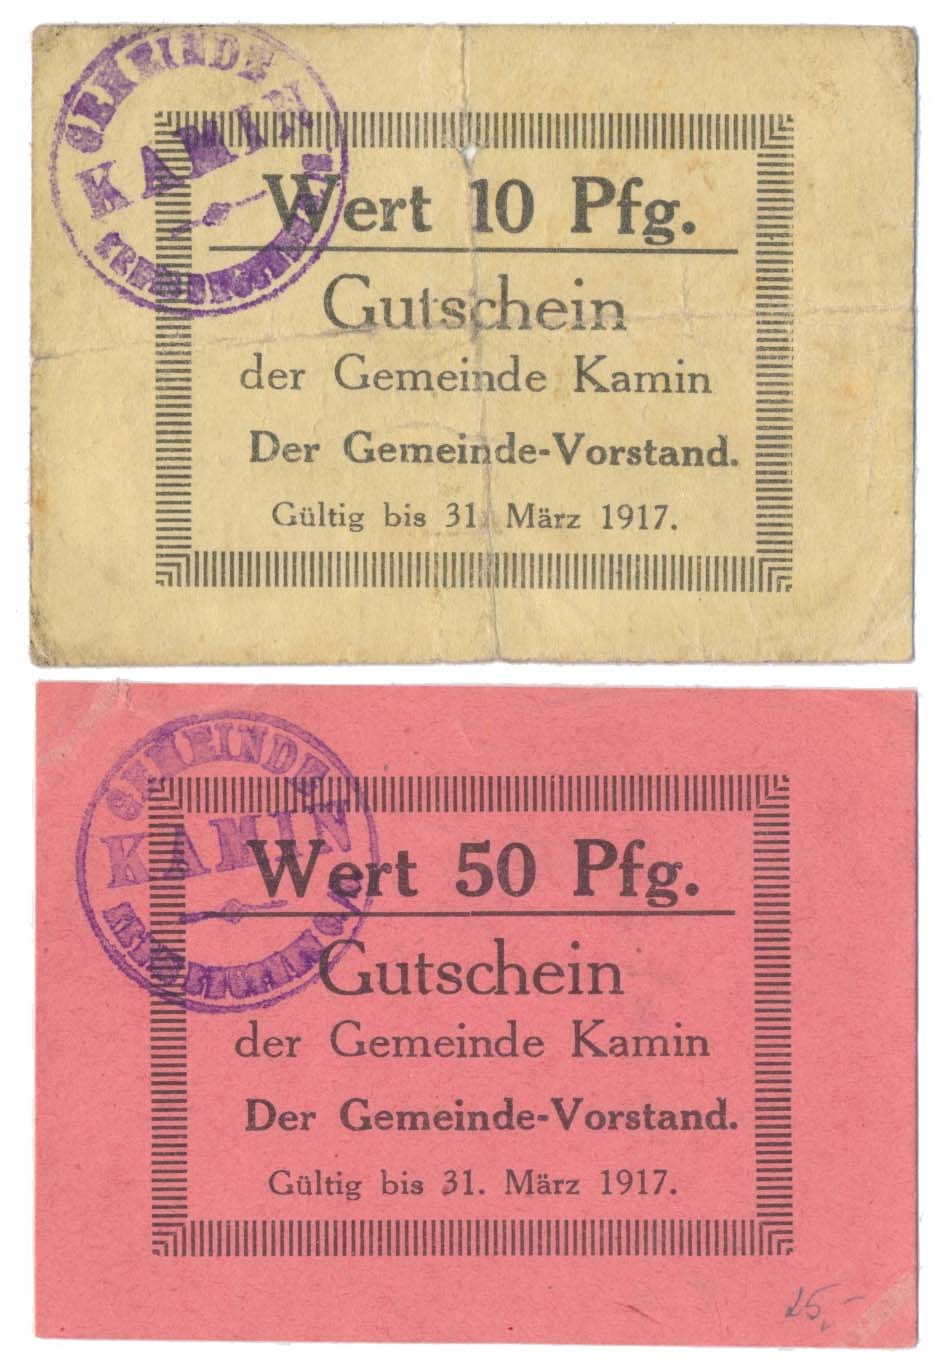 GEMEINDE
KAMIN
Wert 10 Pfg.
Gutschein
der Gemeinde Kamin
Der Gemeinde-Vorstand.
Gültig bis 31. März 1917.
GEMEINDE
KAMIN
Wert 50 Pfg.
Gutschein
der Gemeinde Kamin
Der Gemeinde-Vorstand.
Gültig bis 31. März 1917.
25,-